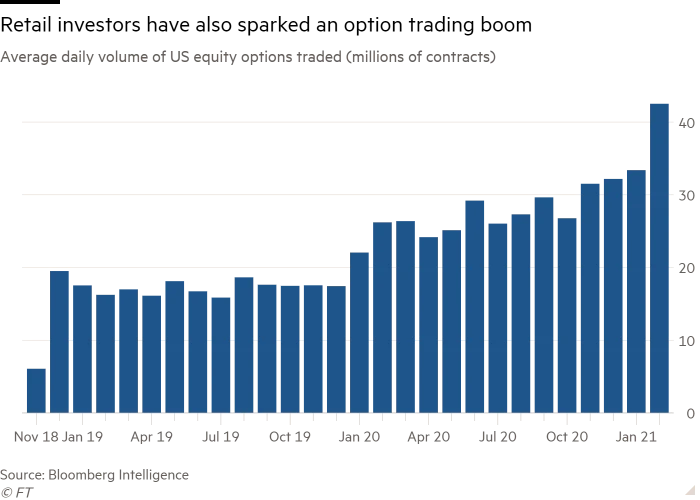 Retail investors have also sparked an option trading boom
Average daily volume of US equity options traded (millions of contracts)
40
30
20
10
0
Nov 18 Jan 19 Apr 19 Jul 19 Oct 19 Jan 20 Apr 20 Jul 20 Oct 20 Jan 21
Source: Bloomberg Intelligence
© FT